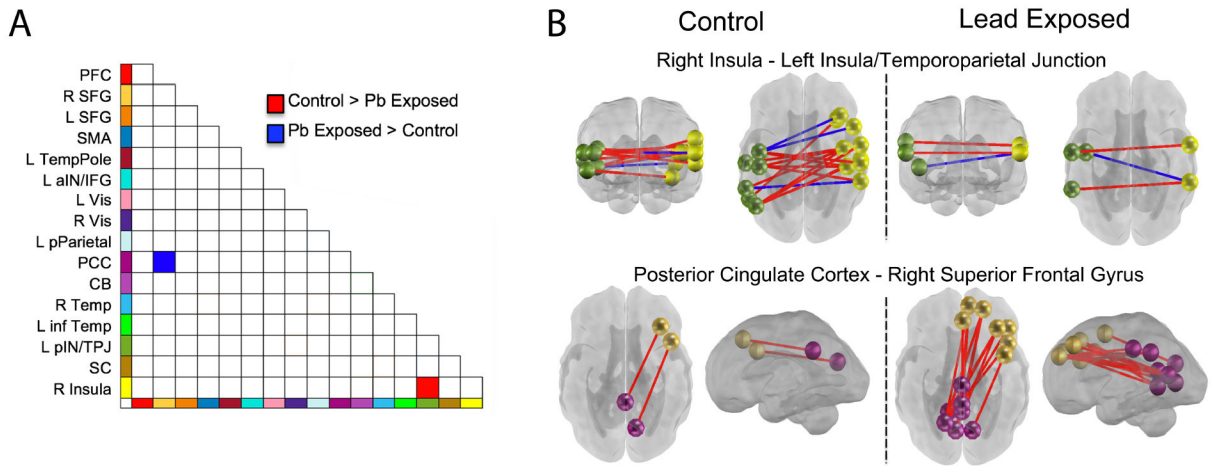 A
PFC
R SFG
L SFG
SMA
L TempPole
L aIN/IFG
L Vis
R Vis
L pParietal
PCC
CB
R Temp
L inf Temp
L pIN/TPJ
SC
R Insula
Control > Pb Exposed
Pb Exposed > Control
B
Control
Lead Exposed
Right Insula - Left Insula/Temporoparietal Junction
Posterior Cingulate Cortex - Right Superior Frontal Gyrus